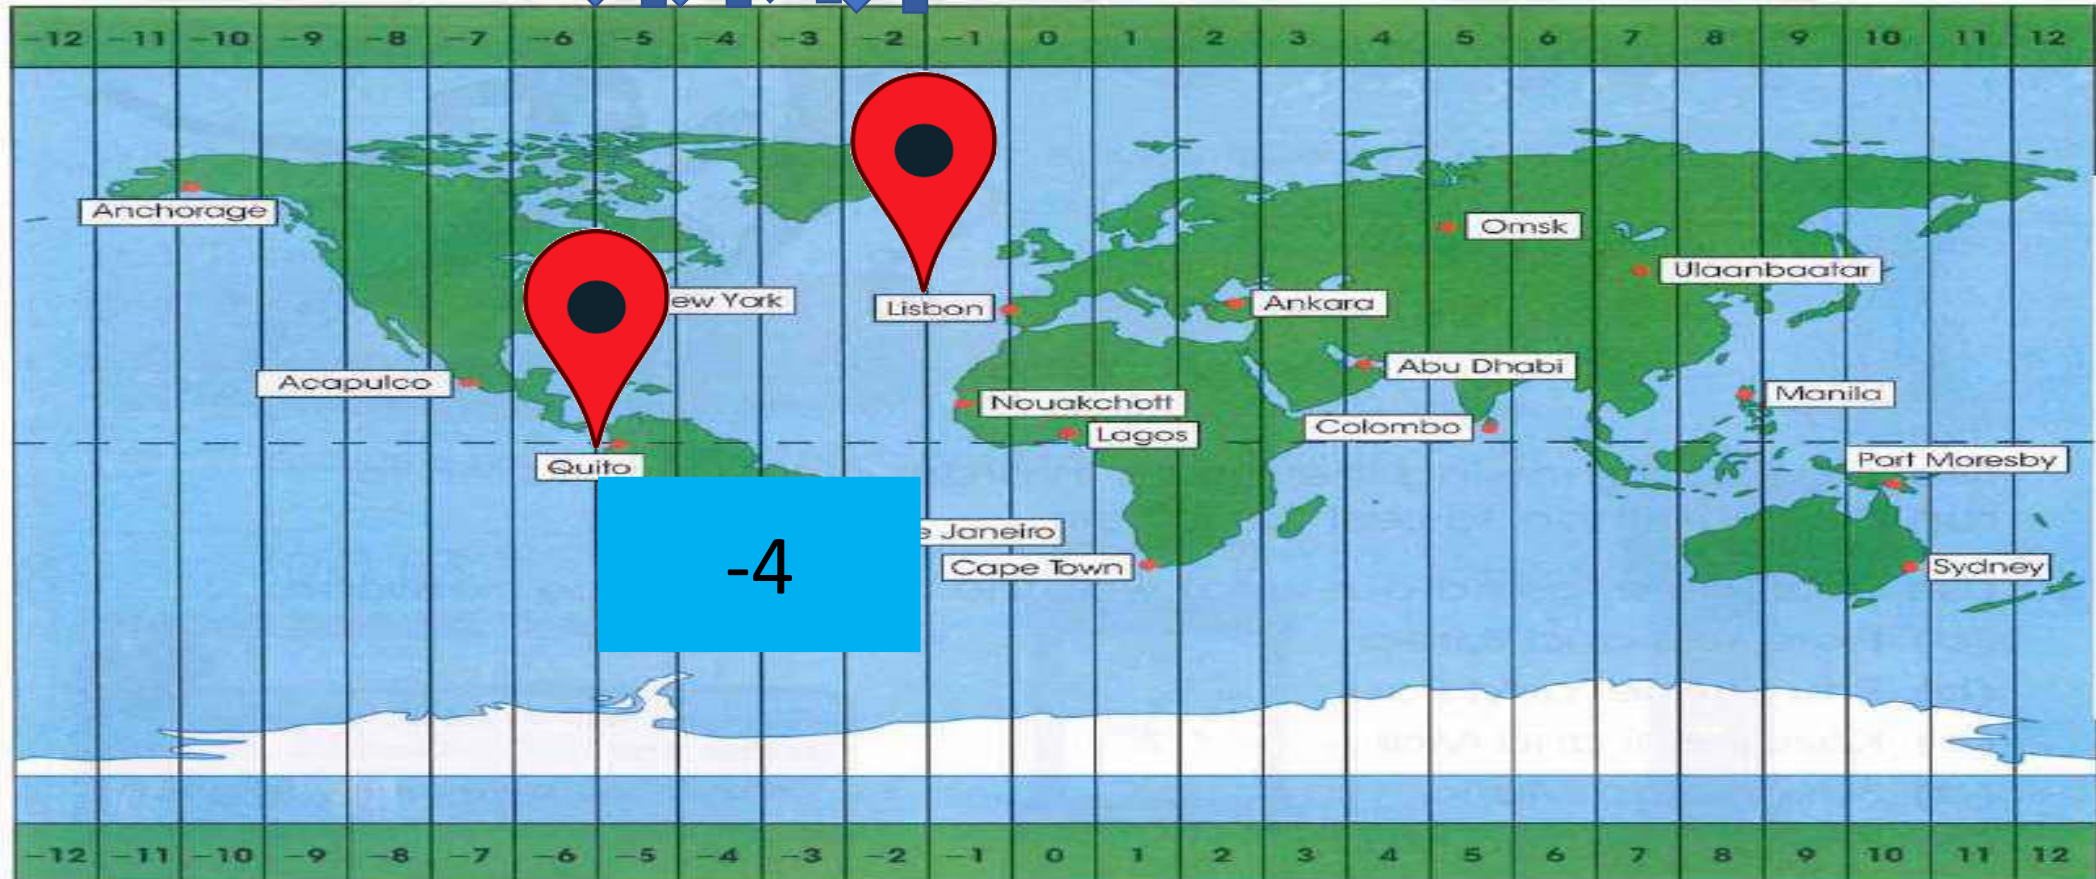 -12 -11 -10 -9 -8 -7 -6 -5 -4 -3 -2 -1 0 1 2 3 4 5 6 7 8 9 10 11 12
Anchorage
Omsk
Ulaanbaatar
ew York
Lisbon
Ankara
Acapulco
Abu Dhabi
Manila
Nouakchott
Lagos
Colombo
Quito
Port Moresby
e Janeiro
Cape Town
-4
Sydney
-12 -11 -10 -9 -8 -7 -6 -5 -4 -3 -2 -1 0 1 2 3 4 5 6 7 8 9 10 11 12